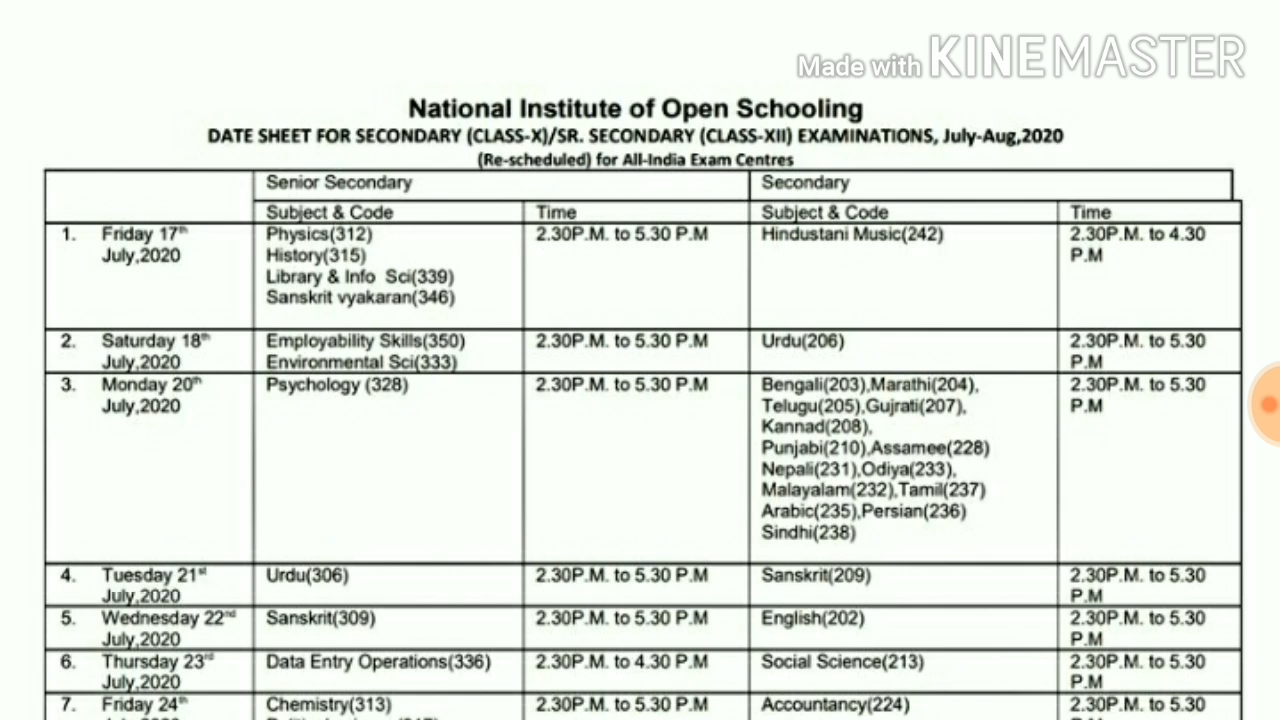 Made with KINEMASTER
National Institute of Open Schooling
DATE SHEET FOR SECONDARY (CLASS-X)/SR. SECONDARY (CLASS-XII) EXAMINATIONS, July-Aug,2020
(Re-scheduled) for All-India Exam Centres
Senior Secondary Secondary
Subject & Code Time Subject & Code Time
1. Friday 17th Physics(312) 2.30P.M. to 5.30 P.M Hindustani Music(242) 2.30P.M. to 4.30
July,2020 History(315) P.M
Library & Info Sci(339)
Sanskrit vyakaran(346)
2. Saturday 18th Employability Skills(350) 2.30P.M. to 5.30 P.M Urdu(206) 2.30P.M. to 5.30
July,2020 Environmental Sci(333) P.M
3. Monday 20th Psychology (328) 2.30P.M. to 5.30 P.M Bengali(203),Marathi(204), 2.30P.M. to 5.30
July,2020 Telugu(205),Gujrati(207), P.M
Kannad(208),
Punjabi(210),Assamee(228)
Nepali(231),Odiya(233),
Malayalam(232),Tamil(237)
Arabic(235),Persian(236)
Sindhi(238)
4. Tuesday 21st Urdu(306) 2.30P.M. to 5.30 P.M Sanskrit(209) 2.30P.M. to 5.30
July,2020 P.M
5. Wednesday 22nd Sanskrit(309) 2.30P.M. to 5.30 P.M English(202) 2.30P.M. to 5.30
July,2020 P.M
6. Thursday 23rd Data Entry Operations(336) 2.30P.M. to 4.30 P.M Social Science(213) 2.30P.M. to 5.30
July,2020 P.M
7. Friday 24th Chemistry(313) 2.30P.M. to 5.30 P.M Accountancy(224) 2.30P.M. to 5.30